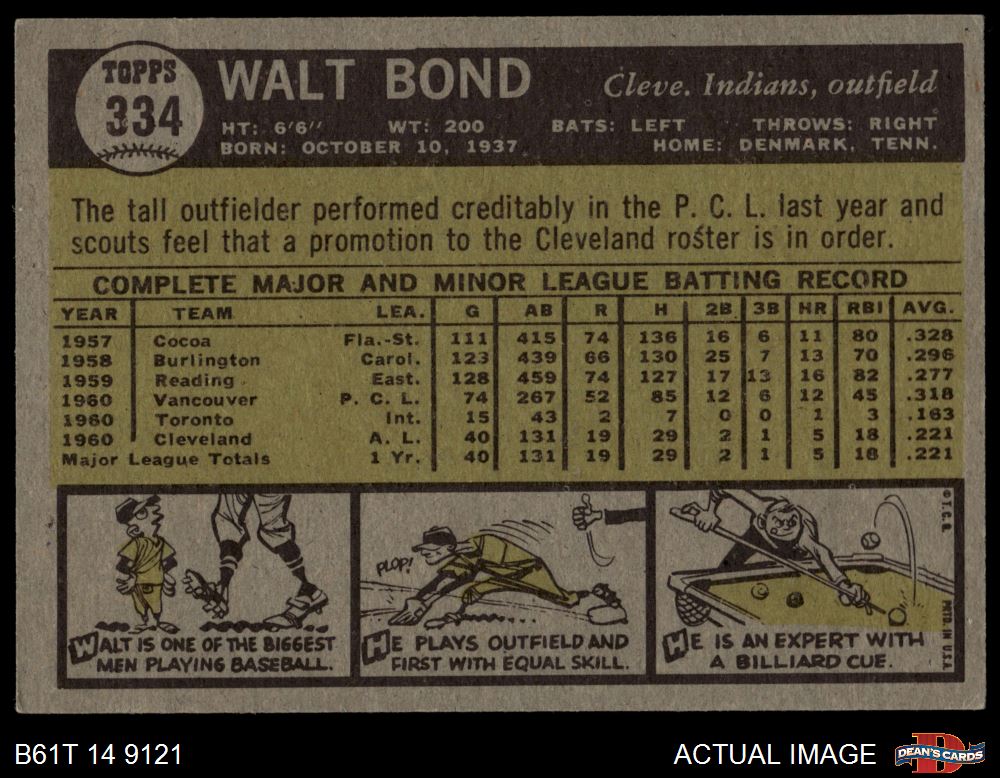 TOPPS
334
WALT BOND
Cleve. Indians, outfield
HT: 6'6" WT: 200 BATS: LEFT THROWS: RIGHT
BORN: OCTOBER 10, 1937 HOME: DENMARK, TENN.
The tall outfielder performed creditably in the P. C. L. last year and
scouts feel that a promotion to the Cleveland roster is in order.
COMPLETE MAJOR AND MINOR LEAGUE BATTING RECORD
YEAR TEAM LEA. G AB R H 2B 3B HR RBI AVG.
1957 Cocoa Fla.-St. 111 415 74 136 16 6 11 80 .328
1958 Burlington Carol. 123 439 66 130 25 7 13 70 .296
1959 Reading East. 128 459 74 127 17 13 16 82 .277
1960 Vancouver P. C. L. 74 267 52 85 12 6 12 45 .318
1960 Toronto Int. 15 43 2 7 0 0 1 3 .163
1960 Cleveland A. L. 40 131 19 29 2 1 5 18 .221
Major League Totals 1 Yr. 40 131 19 29 2 1 5 18 .221
PLOP!
WALT IS ONE OF THE BIGGEST
MEN PLAYING BASEBALL.
HE PLAYS OUTFIELD AND
FIRST WITH EQUAL SKILL.
HE IS AN EXPERT WITH
A BILLIARD CUE.
© T.C.G.
PRTD. IN U.S.A.
B61T 14 9121
ACTUAL IMAGE
D
DEAN'S CARDS